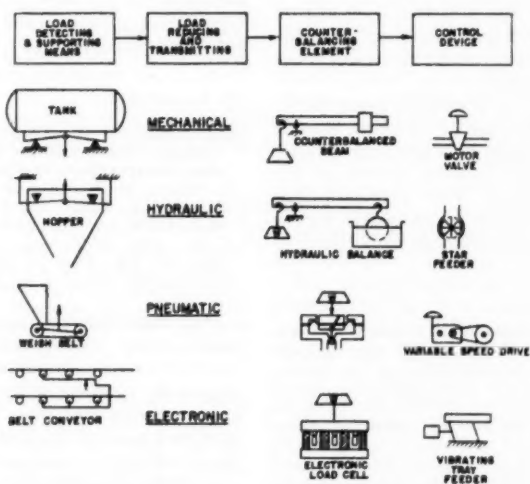 LOAD
DETECTING
& SUPPORTING
MEANS
LOAD
REDUCING
AND
TRANSMITTING
COUNTER-
BALANCING
ELEMENT
CONTROL
DEVICE
TANK
MECHANICAL
COUNTERBALANCED
BEAM
MOTOR
VALVE
HOPPER
HYDRAULIC
HYDRAULIC BALANCE
STAR
FEEDER
PNEUMATIC
WEIGH BELT
VARIABLE SPEED DRIVE
BELT CONVEYOR
ELECTRONIC
ELECTRONIC
LOAD CELL
VIBRATING
TRAY
FEEDER